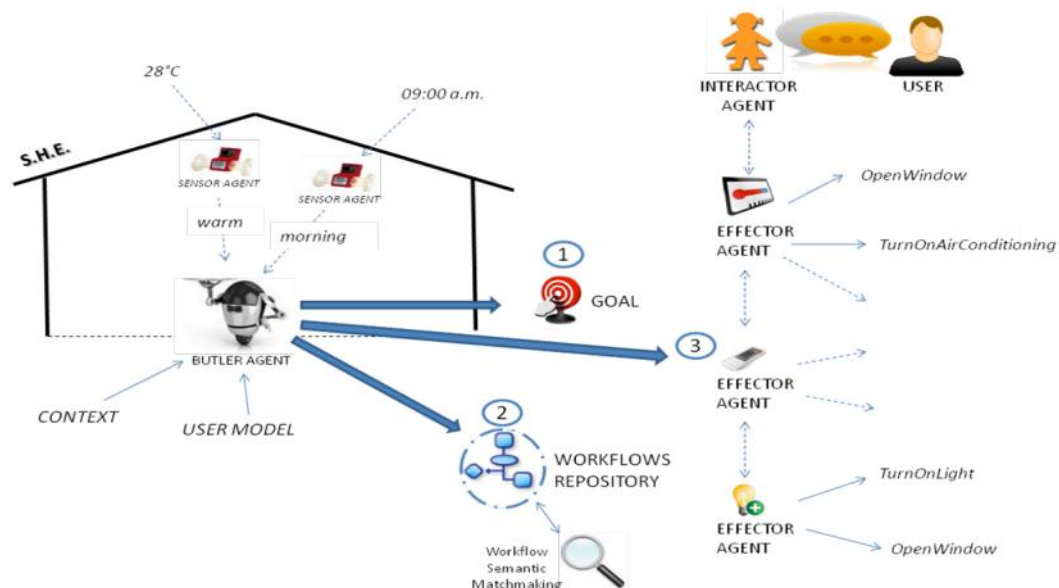 28°C
09:00 a.m.
S.H.E.
SENSOR AGENT
SENSOR AGENT
warm
morning
BUTLER AGENT
CONTEXT
USER MODEL
1
GOAL
2
WORKFLOWS
REPOSITORY
Workflow
Semantic
Matchmaking
3
INTERACTOR
AGENT
USER
EFFECTOR
AGENT
OpenWindow
TurnOnAirConditioning
EFFECTOR
AGENT
EFFECTOR
AGENT
TurnOnLight
OpenWindow